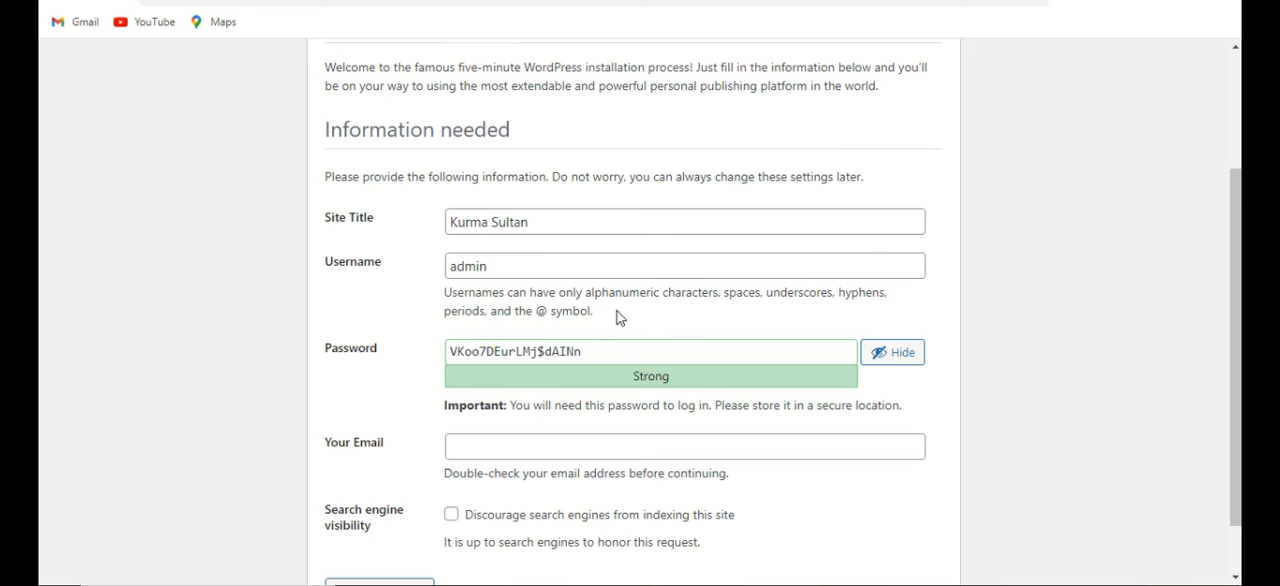 Gmail YouTube Maps
Welcome to the famous five-minute WordPress installation process! Just fill in the information below and you'll
be on your way to using the most extendable and powerful personal publishing platform in the world.
Information needed
Please provide the following information. Do not worry, you can always change these settings later.
Site Title Kurma Sultan
Username admin
Usernames can have only alphanumeric characters, spaces, underscores, hyphens,
periods, and the @ symbol.
Password VKoo7DEurLMj$dAINn Hide
Strong
Important: You will need this password to log in. Please store it in a secure location.
Your Email
Double-check your email address before continuing.
Search engine
visibility
Discourage search engines from indexing this site
It is up to search engines to honor this request.